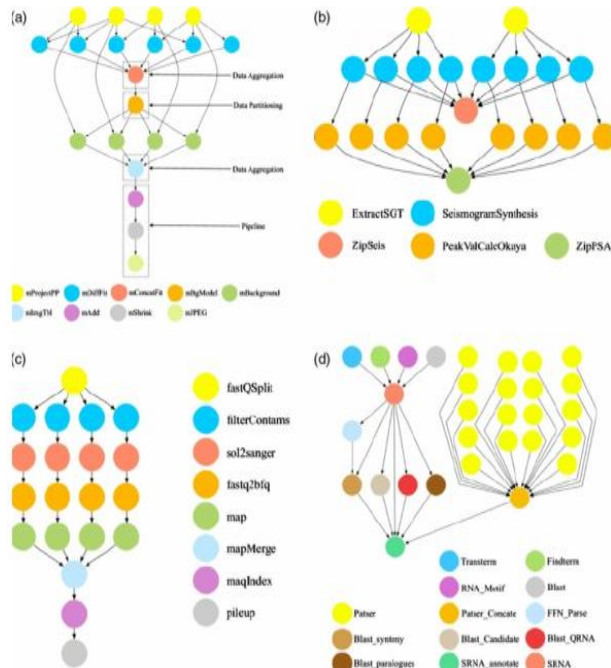 (a)
Data Aggregation
Data Partitioning
Data Aggregation
Pipeline
mProjectPP mDiffFit mConcatFit mBgModel mBackground
mImgTbl mAdd mShrink mJPEG
(b)
ExtractSGT SeismogramSynthesis
ZipSeis PeakValCalcOkaya ZipPSA
(c)
fastQSplit
filterContams
sol2sanger
fastq2bfq
map
mapMerge
maqIndex
pileup
(d)
Transterm Findterm
RNA_Motif Blast
Patser Patser_Concate FFN_Parse
Blast_synteny Blast_Candidate Blast_QRNA
Blast_paralogues SRNA_annotate